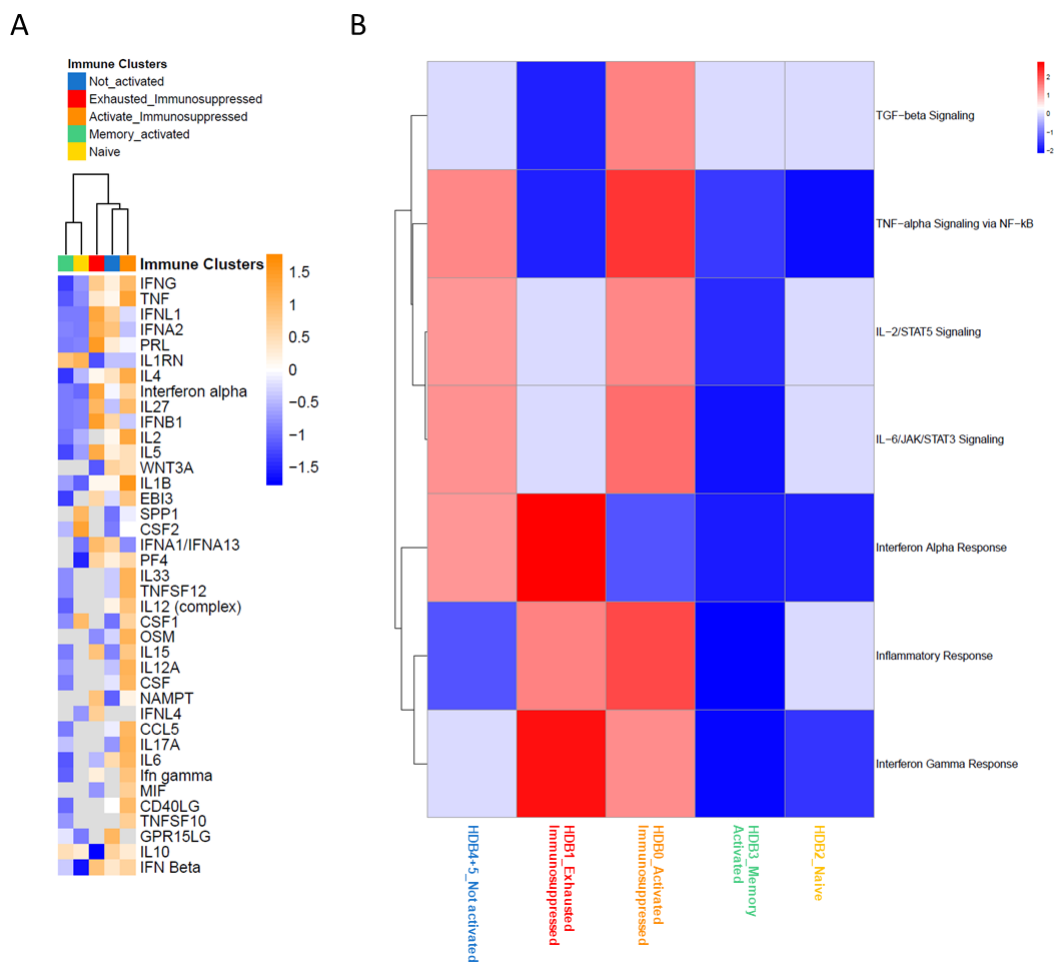 A
B
Immune Clusters
Not_activated
Exhausted_Immunosuppressed
Activate_Immunosuppressed
Memory_activated
Naive
Immune Clusters
IFNG
TNF
IFNL1
IFNA2
PRL
IL1RN
IL4
Interferon alpha
IL27
IFNB1
IL2
IL5
WNT3A
IL1B
EBI3
SPP1
CSF2
IFNA1/IFNA13
PF4
IL33
TNFSF12
IL12 (complex)
CSF1
OSM
IL15
IL12A
CSF
NAMPT
IFNL4
CCL5
IL17A
IL6
Ifn gamma
MIF
CD40LG
TNFSF10
GPR15LG
IL10
IFN Beta
1.5
1
0.5
0
−0.5
−1
−1.5
TGF−beta Signaling
TNF−alpha Signaling via NF−kB
IL−2/STAT5 Signaling
IL−6/JAK/STAT3 Signaling
Interferon Alpha Response
Inflammatory Response
Interferon Gamma Response
2
1
0
−1
−2
HDB4+5_Not activated
HDB1_Exhausted
Immunosuppressed
HDB0_Activated
Immunosuppressed
HDB3_Memory
Activated
HDB2_Naive